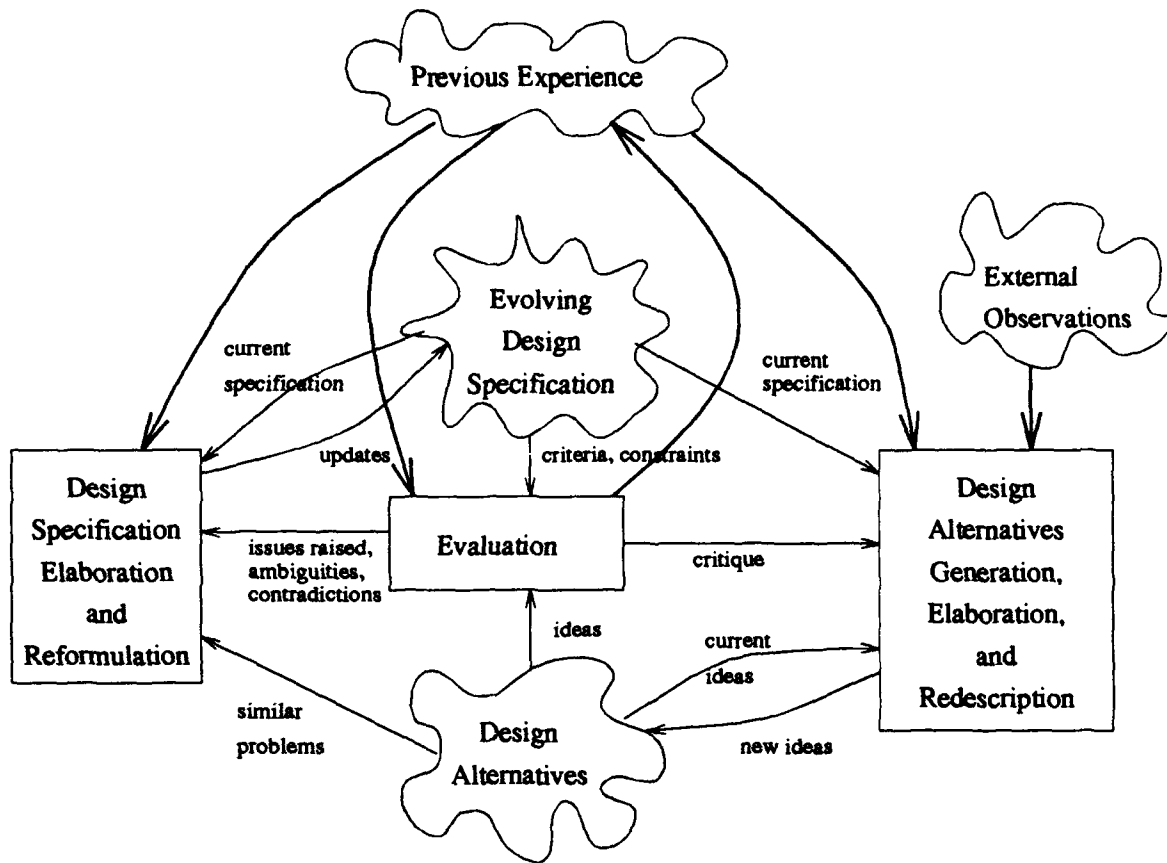 Previous Experience
External
Observations
Evolving
Design
Specification
current
specification
current
specification
updates
criteria, constraints
Design
Specification
Elaboration
and
Reformulation
Evaluation
issues raised,
ambiguities,
contradictions
critique
Design
Alternatives
Generation,
Elaboration,
and
Redescription
ideas
current
ideas
similar
problems
Design
Alternatives
new ideas